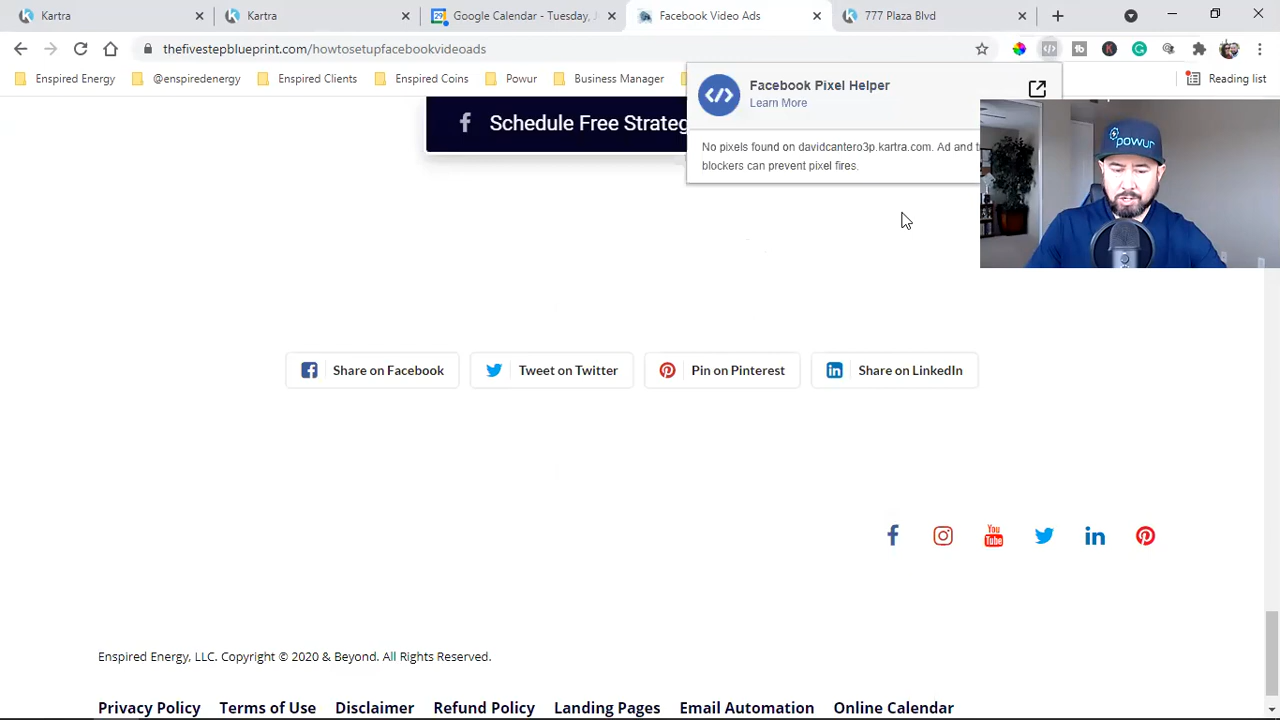 Kartra
Kartra
29
Google Calendar - Tuesday, J
Facebook Video Ads
777 Plaza Blvd
thefivestepblueprint.com/howtosetupfacebookvideoads
Enspired Energy
@enspiredenergy
Enspired Clients
Enspired Coins
Powur
Business Manager
Reading list
Facebook Pixel Helper
Learn More
Schedule Free Strateg
No pixels found on davidcantero3p.kartra.com. Ad and t
blockers can prevent pixel fires.
powur
Share on Facebook
Tweet on Twitter
Pin on Pinterest
Share on LinkedIn
You
Tube
Enspired Energy, LLC. Copyright © 2020 & Beyond. All Rights Reserved.
Privacy Policy
Terms of Use
Disclaimer
Refund Policy
Landing Pages
Email Automation
Online Calendar